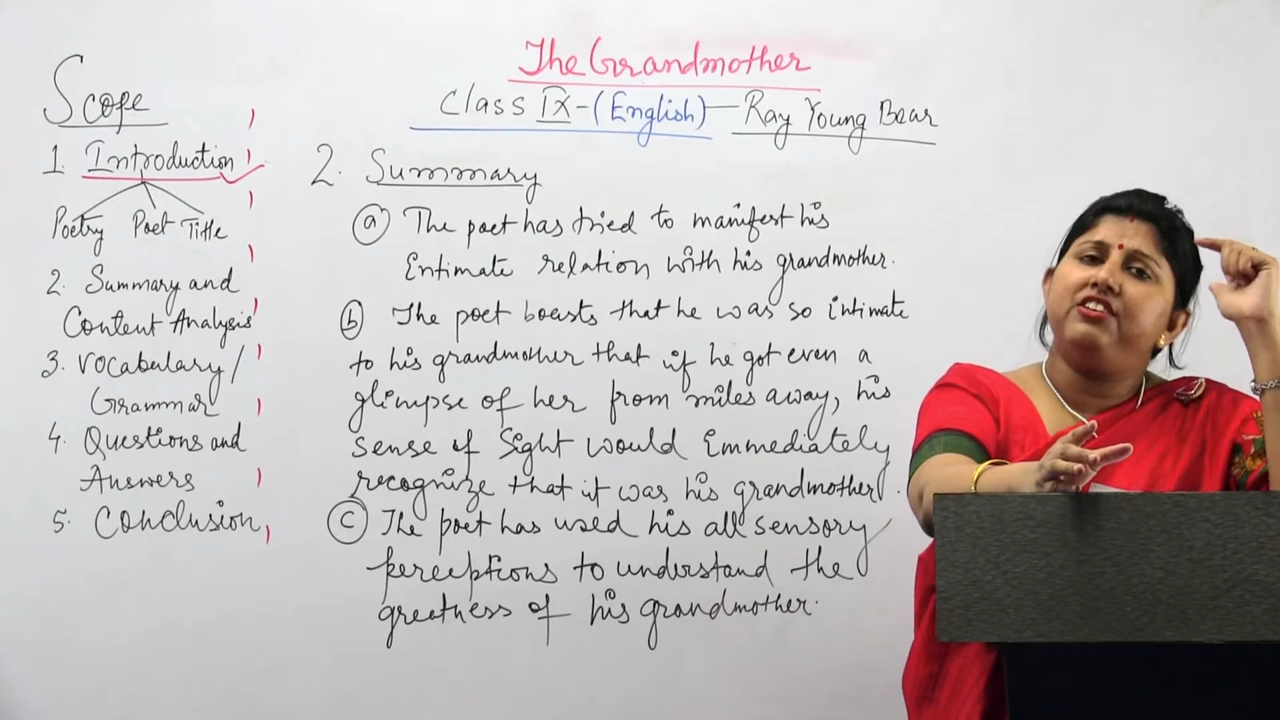 The Grandmother
Class IX-(English)-Ray Young Bear
Scope
1. Introduction
Poetry Poet Title
2. Summary and
Content Analysis
3. Vocabulary/
Grammar
4. Questions and
Answers
5. Conclusion
2. Summary
a The poet has tried to manifest his
Entimate relation with his grandmother.
b The poet boasts that he was so intimate
to his grandmother that if he got even a
glimpse of her from miles away, his
sense of Sight would Emmediately
recognize that it was his grandmother.
c The poet has used his all sensory
perceptions to understand the
greatness of his grandmother.